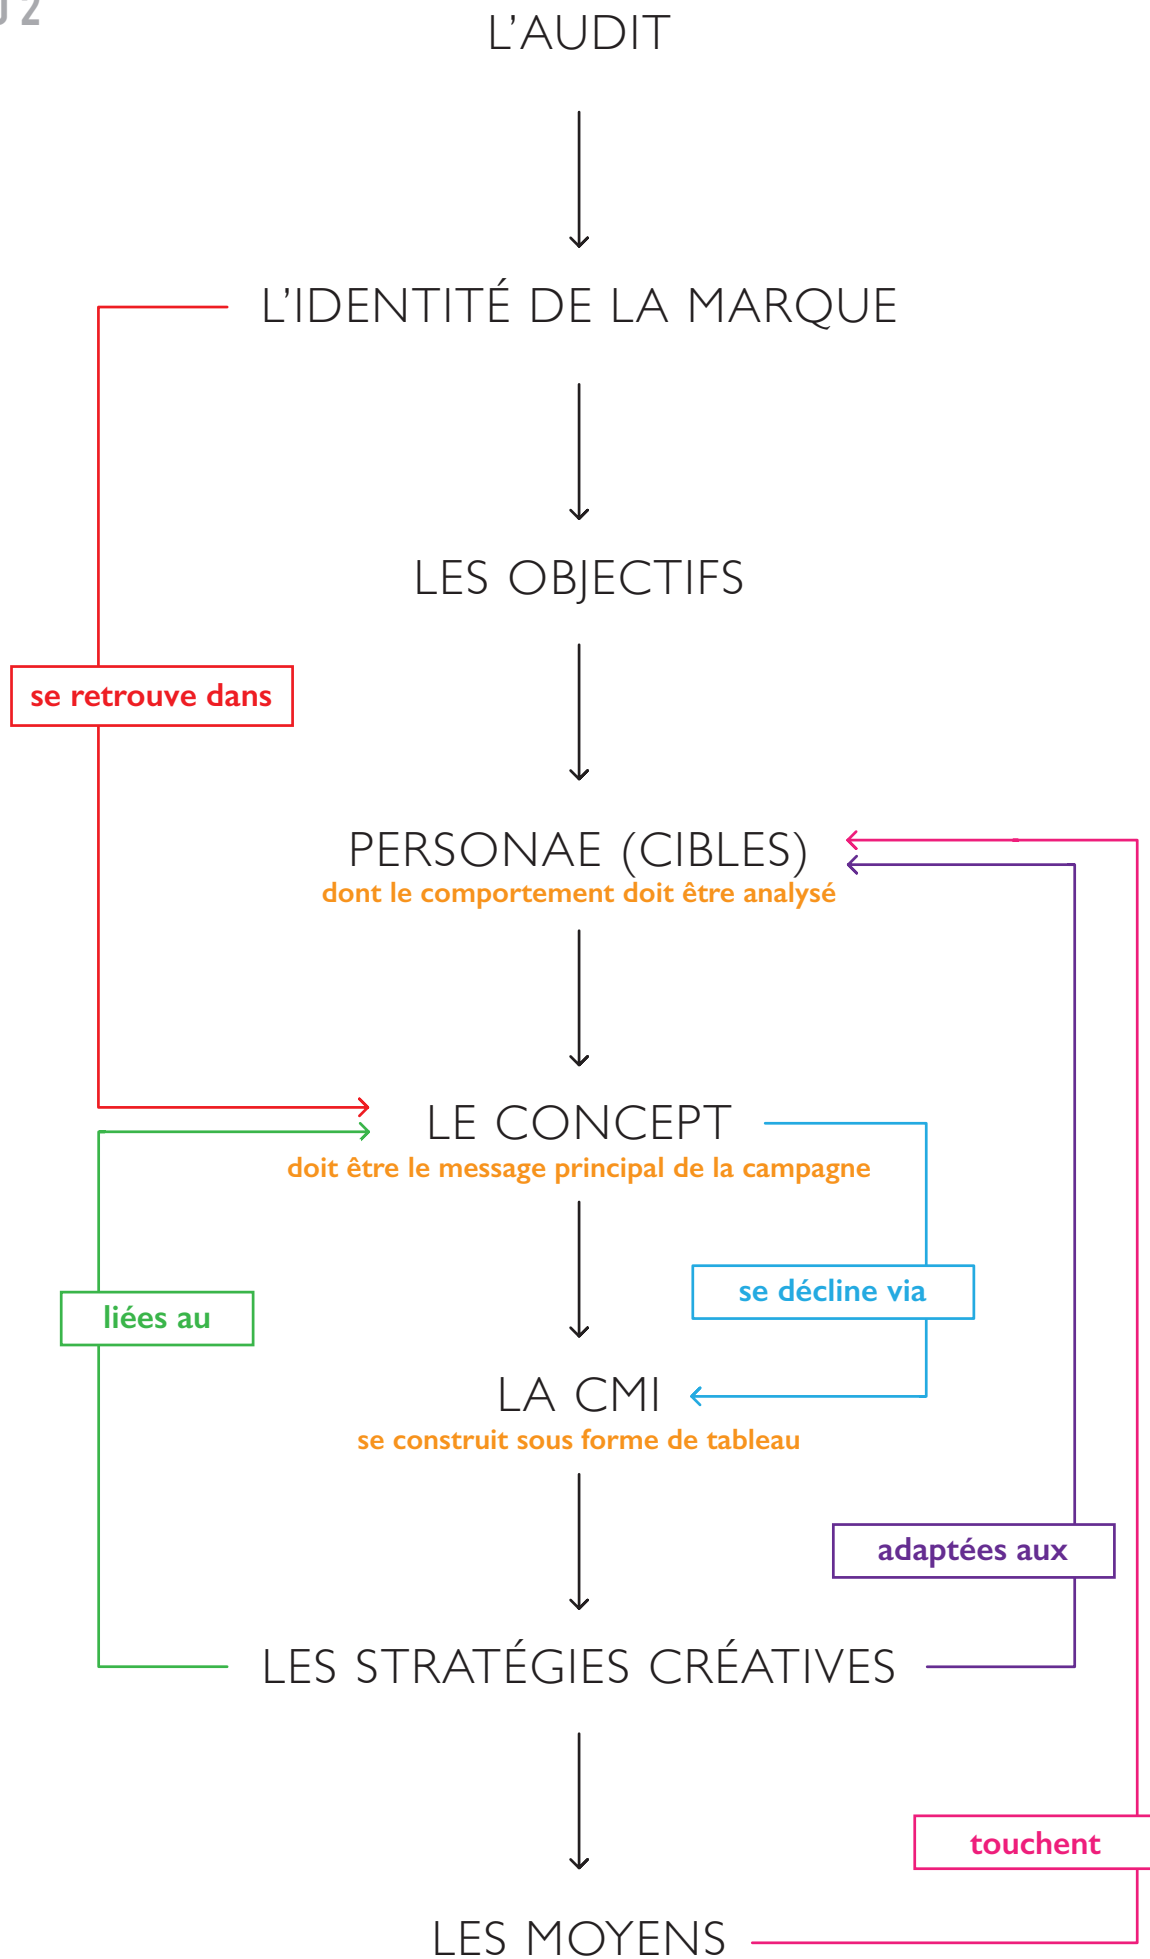 2
L'AUDIT
L'IDENTITÉ DE LA MARQUE
LES OBJECTIFS
se retrouve dans
PERSONAE (CIBLES)
dont le comportement doit être analysé
LE CONCEPT
doit être le message principal de la campagne
se décline via
liées au
LA CMI
se construit sous forme de tableau
adaptées aux
LES STRATÉGIES CRÉATIVES
touchent
LES MOYENS